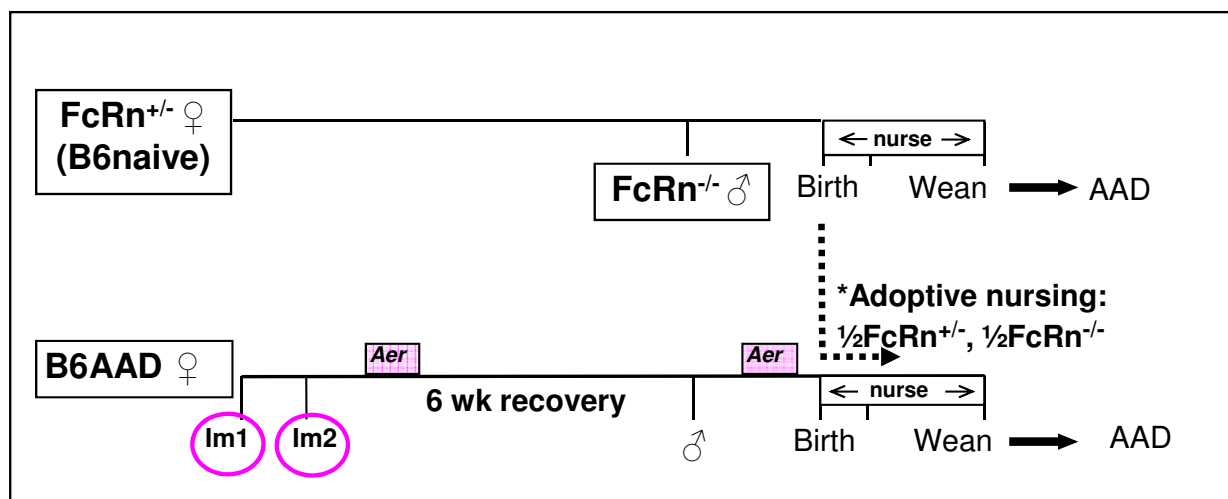 FcRn+/- ♀
(B6naive)
← nurse →
FcRn-/- ♂
Birth
Wean
AAD
*Adoptive nursing:
½FcRn+/-, ½FcRn-/-
B6AAD ♀
Aer
Aer
6 wk recovery
← nurse →
Im1
Im2
♂
Birth
Wean
AAD